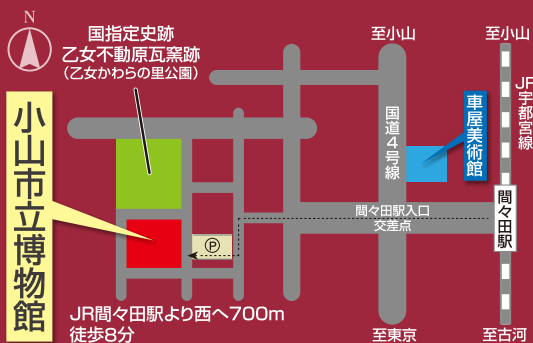 N
国指定史跡
乙女不動原瓦窯跡
（乙女かわらの里公園）
至小山
至小山
JR宇都宮線
国道4号線
車屋美術館
小山市立博物館
間々田駅入口
交差点
間々田駅
P
JR間々田駅より西へ700m
徒歩8分
至東京
至古河